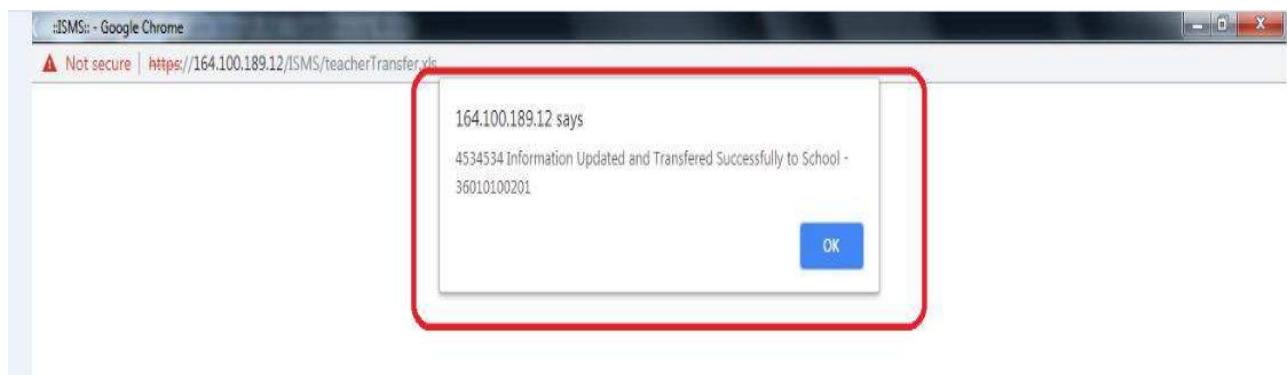 ::ISMS:: - Google Chrome
Not secure | https://164.100.189.12/ISMS/teacherTransfer.xls
164.100.189.12 says
4534534 Information Updated and Transfered Successfully to School -
36010100201
OK